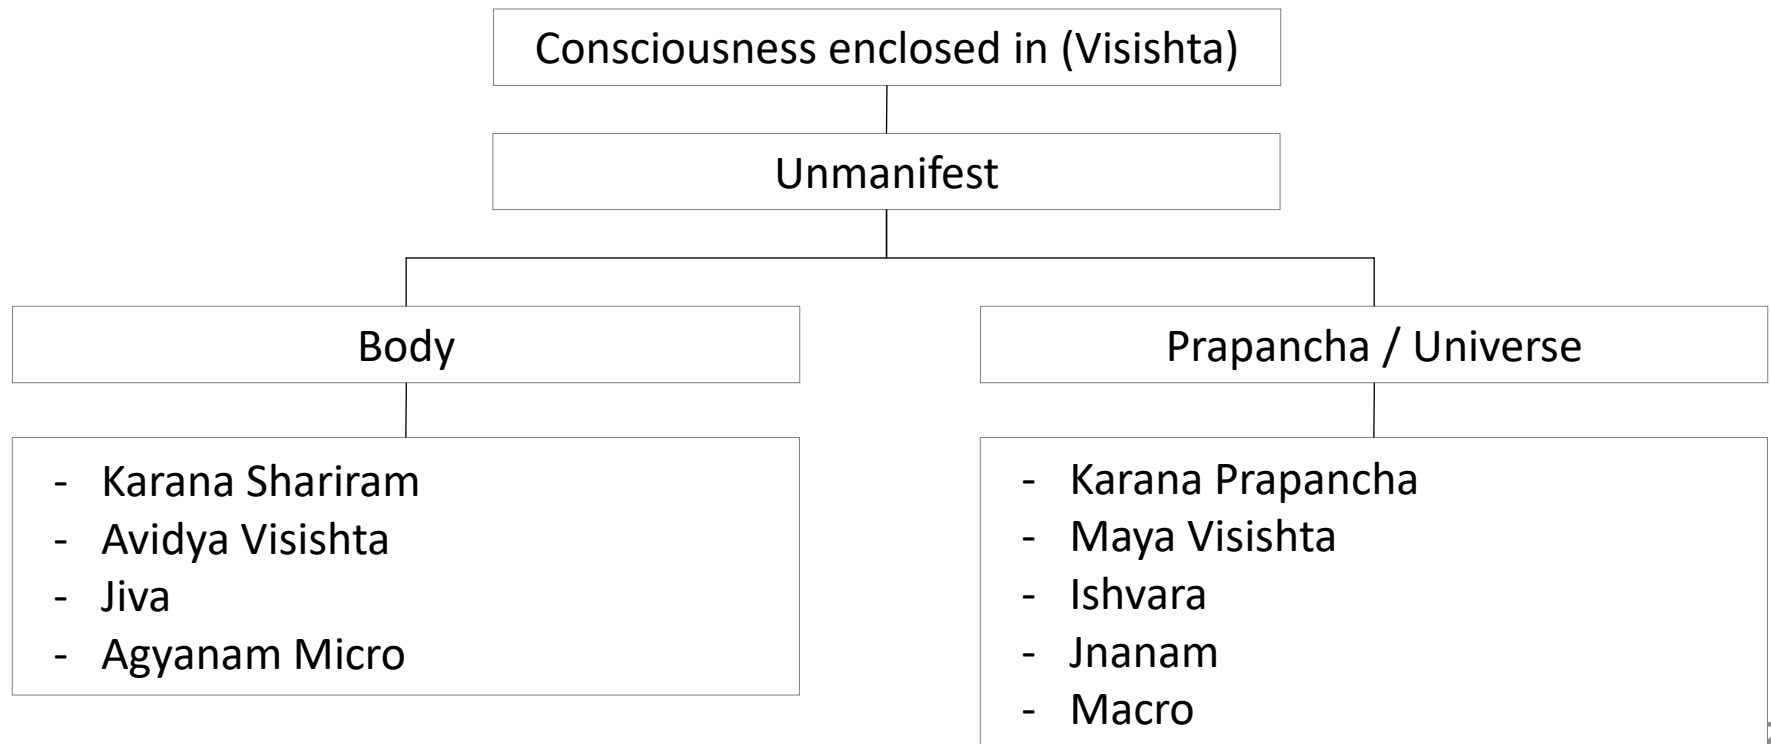 Consciousness enclosed in (Visishta)
Unmanifest
Body
Prapancha / Universe
- Karana Shariram
- Avidya Visishta
- Jiva
- Agyanam Micro
- Karana Prapancha
- Maya Visishta
- Ishvara
- Jnanam
- Macro